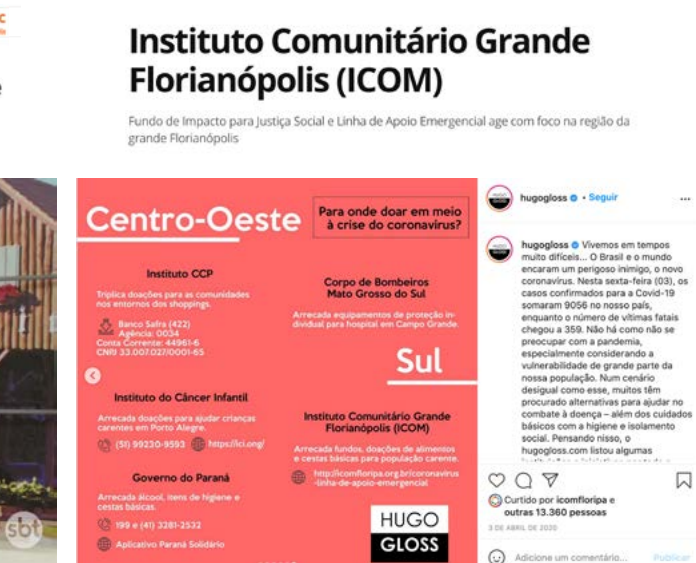 Instituto Comunitário Grande
Florianópolis (ICOM)
Fundo de Impacto para Justiça Social e Linha de Apoio Emergencial age com foco na região da
grande Florianópolis
sbt
Centro-Oeste
Para onde doar em meio
à crise do coronavírus?
Instituto CCP
Triplica doações para as comunidades
nos entornos dos shoppings.
Banco Safra (422)
Agência: 0034
Conta Corrente: 44961-6
CNPJ 33.007.027/0001-65
Corpo de Bombeiros
Mato Grosso do Sul
Arrecada equipamentos de proteção in-
dividual para hospital em Campo Grande.
Sul
Instituto do Câncer Infantil
Arrecada doações para ajudar crianças
carentes em Porto Alegre.
(51) 99220-9593 https://ici.ong/
Governo do Paraná
Arrecada álcool, itens de higiene e
cestas básicas.
199 e (41) 3281-2532
Aplicativo Paraná Solidário
Instituto Comunitário Grande
Florianópolis (ICOM)
Arrecada fundos, doações de alimentos
e cestas básicas para população carente.
http://icomfloripa.org.br/coronavirus
-linha-de-apoio-emergencial
HUGO
GLOSS
hugogloss • Seguir
hugogloss Vivemos em tempos
muito difíceis... O Brasil e o mundo
encaram um perigoso inimigo, o novo
coronavírus. Nesta sexta-feira (03), os
casos confirmados para a Covid-19
somaram 9056 no nosso país,
enquanto o número de vítimas fatais
chegou a 359. Não há como não se
preocupar com a pandemia,
especialmente considerando a
vulnerabilidade de grande parte da
nossa população. Num cenário
desigual como esse, muitos têm
procurado alternativas para ajudar no
combate à doença – além dos cuidados
básicos com a higiene e isolamento
social. Pensando nisso, o
hugogloss.com listou algumas
Curtido por icomfloripa e
outras 13.360 pessoas
3 DE ABRIL DE 2020
Adicione um comentário... Publicar